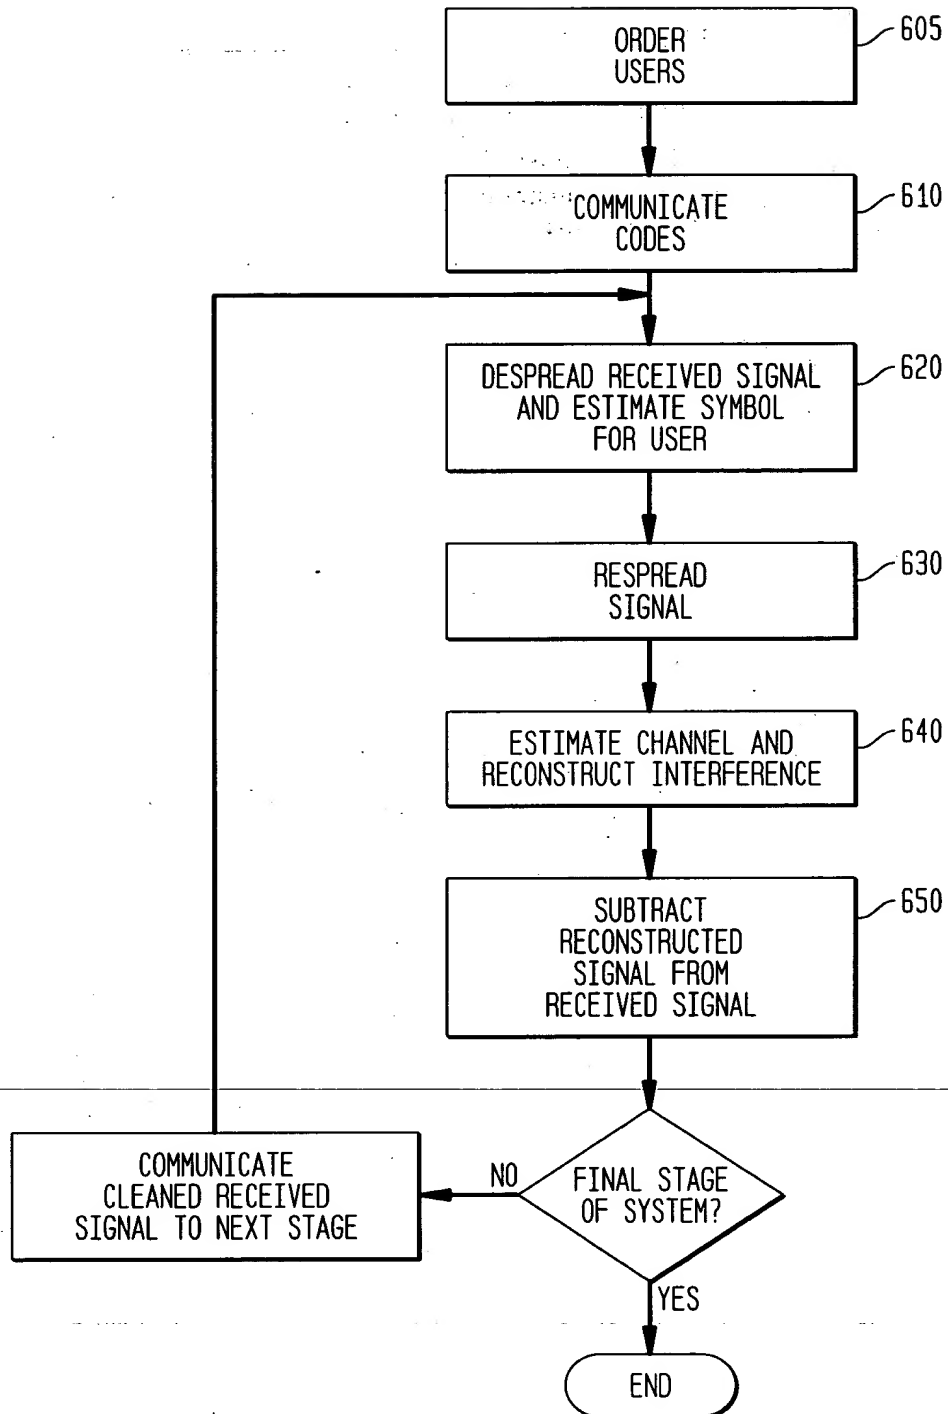 ORDER
USERS
605
COMMUNICATE
CODES
610
DESPREAD RECEIVED SIGNAL
AND ESTIMATE SYMBOL
FOR USER
620
RESPREAD
SIGNAL
630
ESTIMATE CHANNEL AND
RECONSTRUCT INTERFERENCE
640
SUBTRACT
RECONSTRUCTED
SIGNAL FROM
RECEIVED SIGNAL
650
FINAL STAGE
OF SYSTEM?
NO
COMMUNICATE
CLEANED RECEIVED
SIGNAL TO NEXT STAGE
YES
END